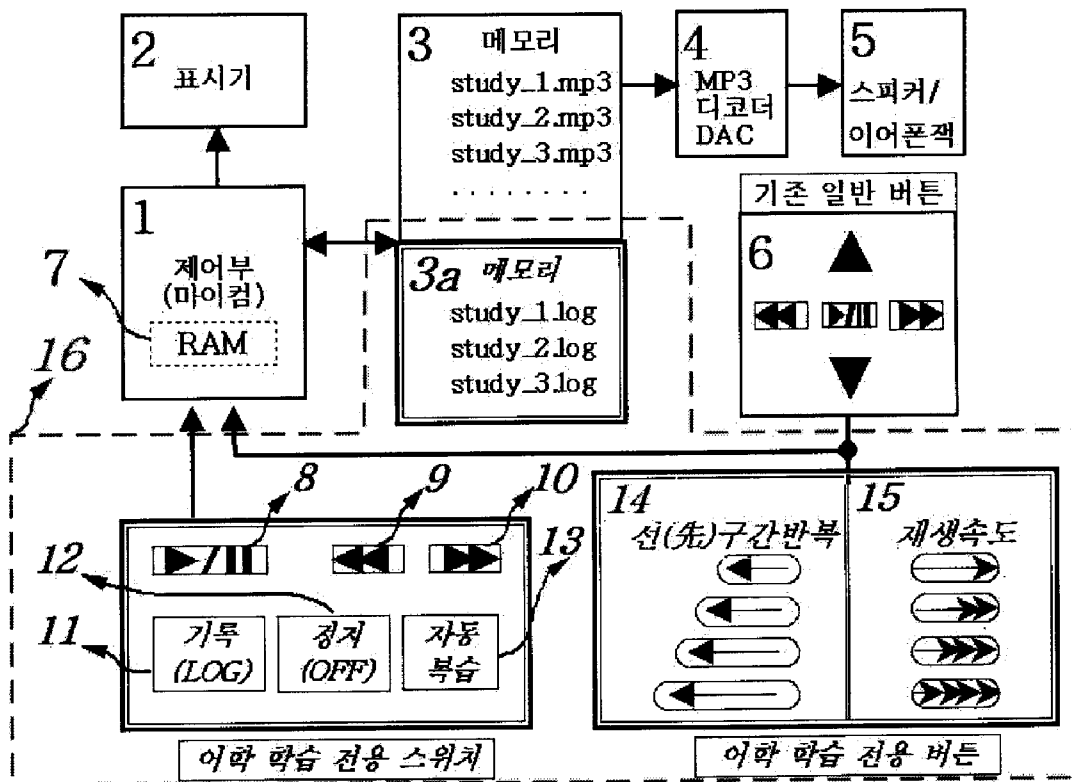 2
표시기
3
메모리
study_1.mp3
study_2.mp3
study_3.mp3
. . . . . . . .
4
MP3
디코더
DAC
5
스피커/
이어폰잭
1
제어부
(마이컴)
RAM
7
16
3a 메모리
study_1.log
study_2.log
study_3.log
기존 일반 버튼
6
8
9
10
12
11
13
기록
(LOG)
정지
(OFF)
자동
복습
어학 학습 전용 스위치
14
선(先)구간반복
15
재생속도
어학 학습 전용 버튼